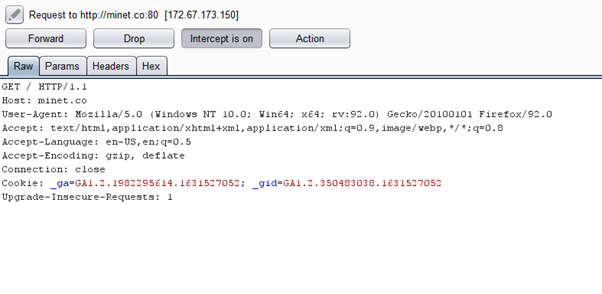 Request to http://minet.co:80 [172.67.173.150]
Forward Drop Intercept is on Action
Raw Params Headers Hex
GET / HTTP/1.1
Host: minet.co
User-Agent: Mozilla/5.0 (Windows NT 10.0; Win64; x64; rv:92.0) Gecko/20100101 Firefox/92.0
Accept: text/html,application/xhtml+xml,application/xml;q=0.9,image/webp,*/*;q=0.8
Accept-Language: en-US,en;q=0.5
Accept-Encoding: gzip, deflate
Connection: close
Cookie: _ga=GA1.2.1982295614.1631527052; _gid=GA1.2.350483038.1631527052
Upgrade-Insecure-Requests: 1